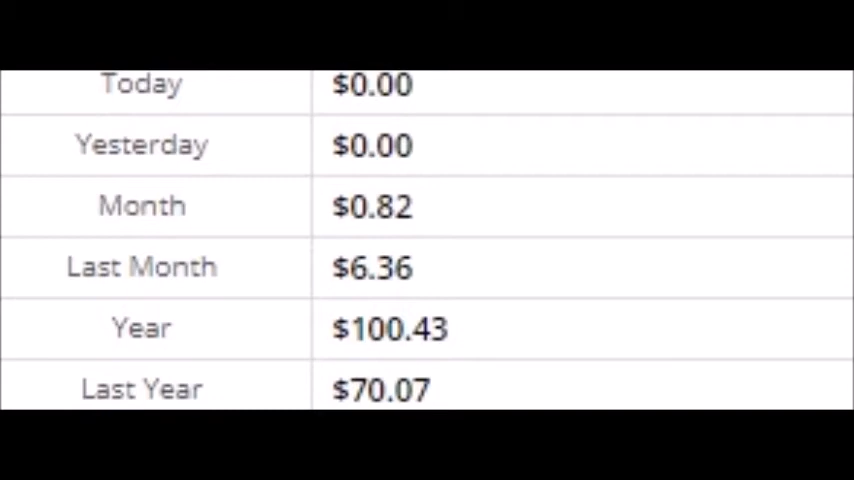 Today $0.00
Yesterday $0.00
Month $0.82
Last Month $6.36
Year $100.43
Last Year $70.07